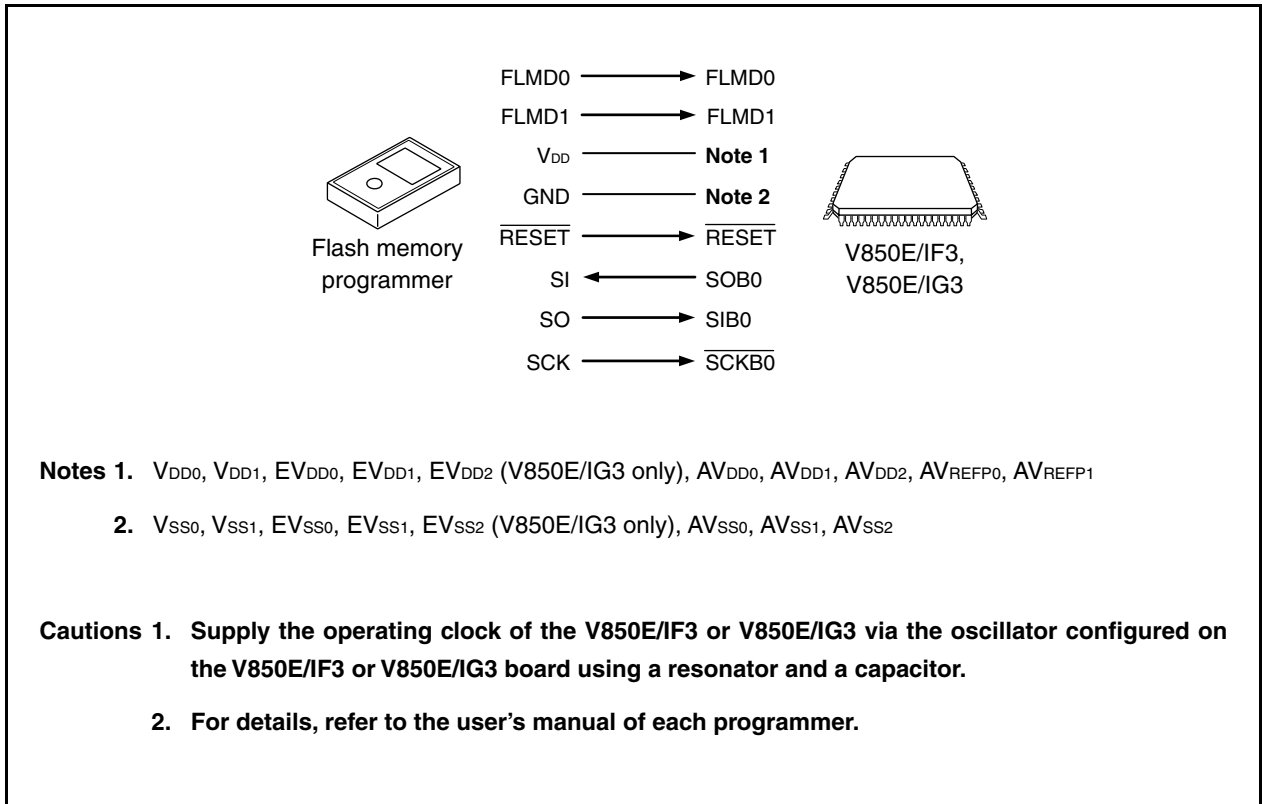 FLMD0 FLMD0
FLMD1 FLMD1
VDD Note 1
GND Note 2
RESET RESET
SI SOB0
SO SIB0
SCK SCKB0
Flash memory
programmer
V850E/IF3,
V850E/IG3
Notes 1. VDD0, VDD1, EVDD0, EVDD1, EVDD2 (V850E/IG3 only), AVDD0, AVDD1, AVDD2, AVREFP0, AVREFP1
2. VSS0, VSS1, EVSS0, EVSS1, EVSS2 (V850E/IG3 only), AVSS0, AVSS1, AVSS2
Cautions 1. Supply the operating clock of the V850E/IF3 or V850E/IG3 via the oscillator configured on
the V850E/IF3 or V850E/IG3 board using a resonator and a capacitor.
2. For details, refer to the user’s manual of each programmer.